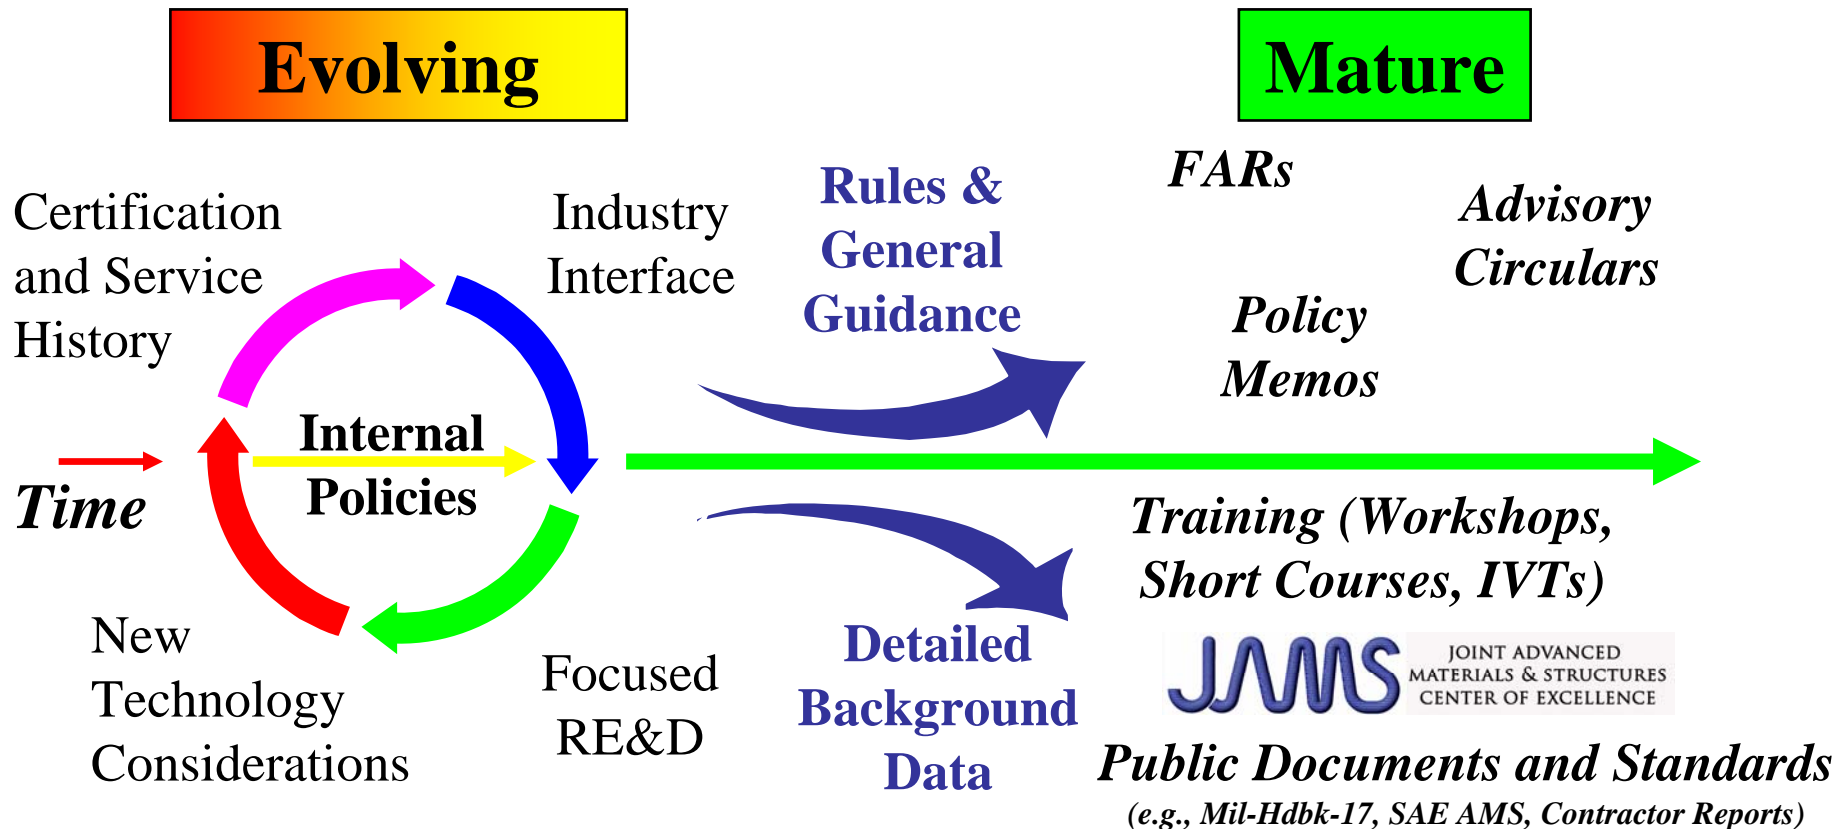 Evolving
Mature
Certification
and Service
History
Industry
Interface
Rules &
General
Guidance
FARs
Advisory
Circulars
Policy
Memos
Time
Internal
Policies
New
Technology
Considerations
Focused
RE&D
Detailed
Background
Data
Training (Workshops,
Short Courses, IVTs)
JAMS
JOINT ADVANCED
MATERIALS & STRUCTURES
CENTER OF EXCELLENCE
Public Documents and Standards
(e.g., Mil-Hdbk-17, SAE AMS, Contractor Reports)